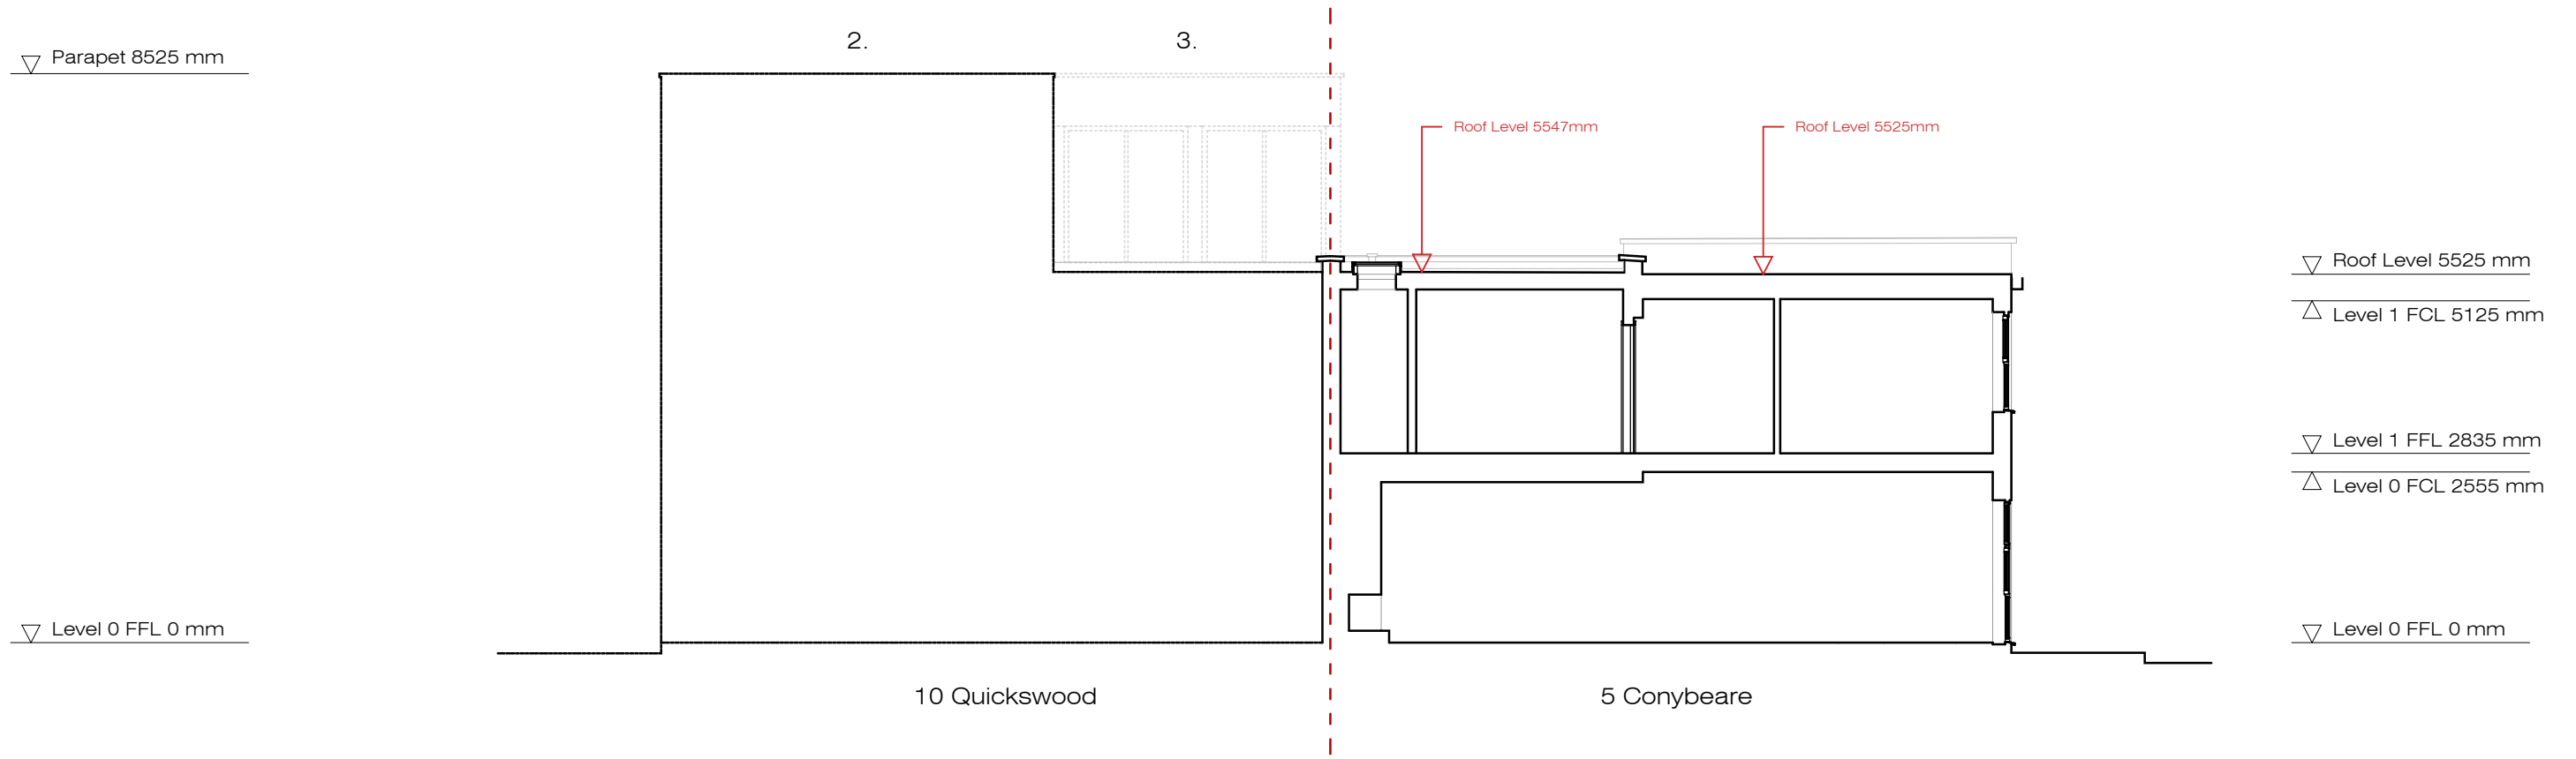 2.
3.
Parapet 8525 mm
Roof Level 5547mm
Roof Level 5525mm
Roof Level 5525 mm
Level 1 FCL 5125 mm
Level 1 FFL 2835 mm
Level 0 FCL 2555 mm
Level 0 FFL 0 mm
Level 0 FFL 0 mm
10 Quickswood
5 Conybeare